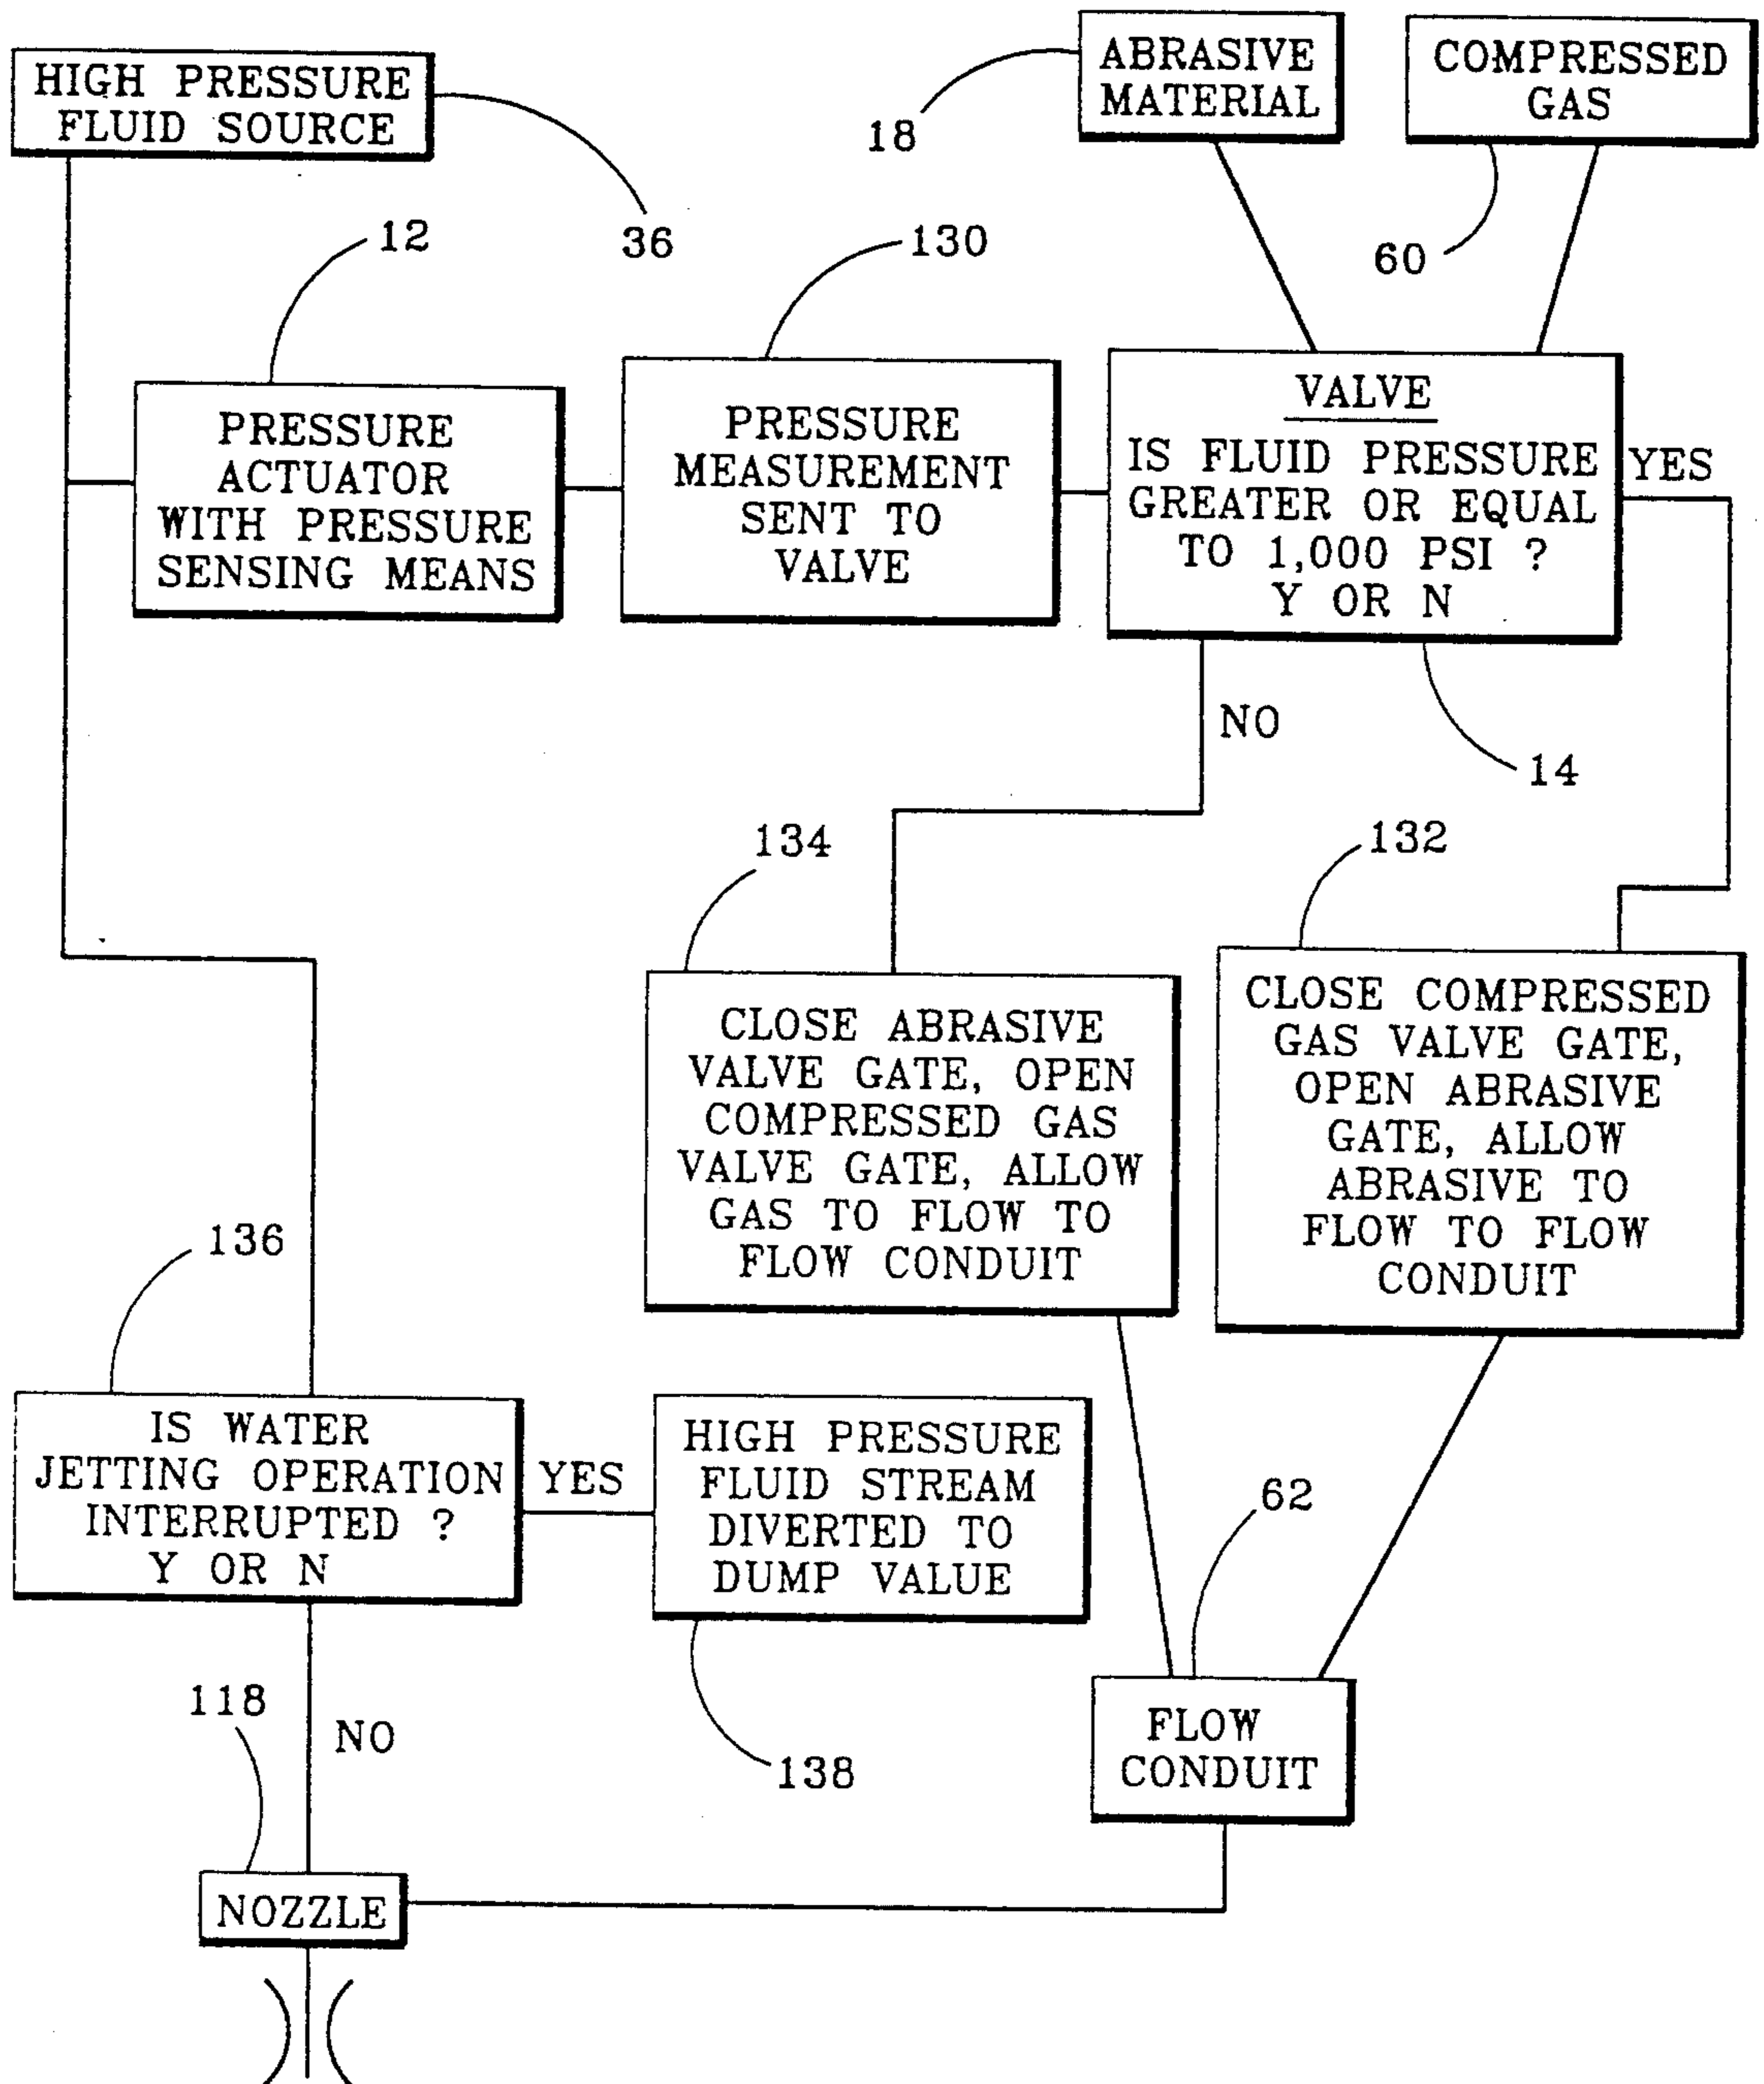 HIGH PRESSURE
FLUID SOURCE
36
ABRASIVE
MATERIAL
18
COMPRESSED
GAS
60
12
PRESSURE
ACTUATOR
WITH PRESSURE
SENSING MEANS
130
PRESSURE
MEASUREMENT
SENT TO
VALVE
VALVE
IS FLUID PRESSURE
GREATER OR EQUAL
TO 1,000 PSI ?
Y OR N
YES
NO
14
134
CLOSE ABRASIVE
VALVE GATE, OPEN
COMPRESSED GAS
VALVE GATE, ALLOW
GAS TO FLOW TO
FLOW CONDUIT
132
CLOSE COMPRESSED
GAS VALVE GATE,
OPEN ABRASIVE
GATE, ALLOW
ABRASIVE TO
FLOW TO FLOW
CONDUIT
136
IS WATER
JETTING OPERATION
INTERRUPTED ?
Y OR N
YES
HIGH PRESSURE
FLUID STREAM
DIVERTED TO
DUMP VALUE
138
62
FLOW
CONDUIT
118
NO
NOZZLE